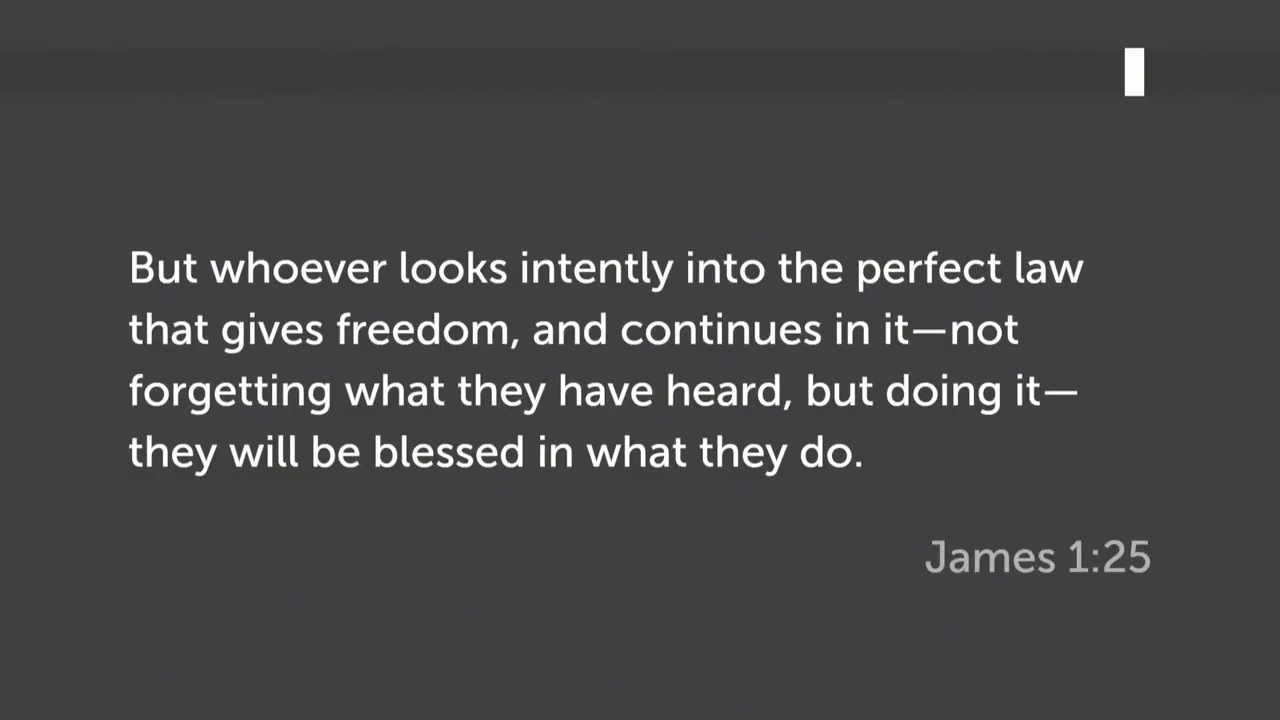 But whoever looks intently into the perfect law
that gives freedom, and continues in it—not
forgetting what they have heard, but doing it—
they will be blessed in what they do.
James 1:25